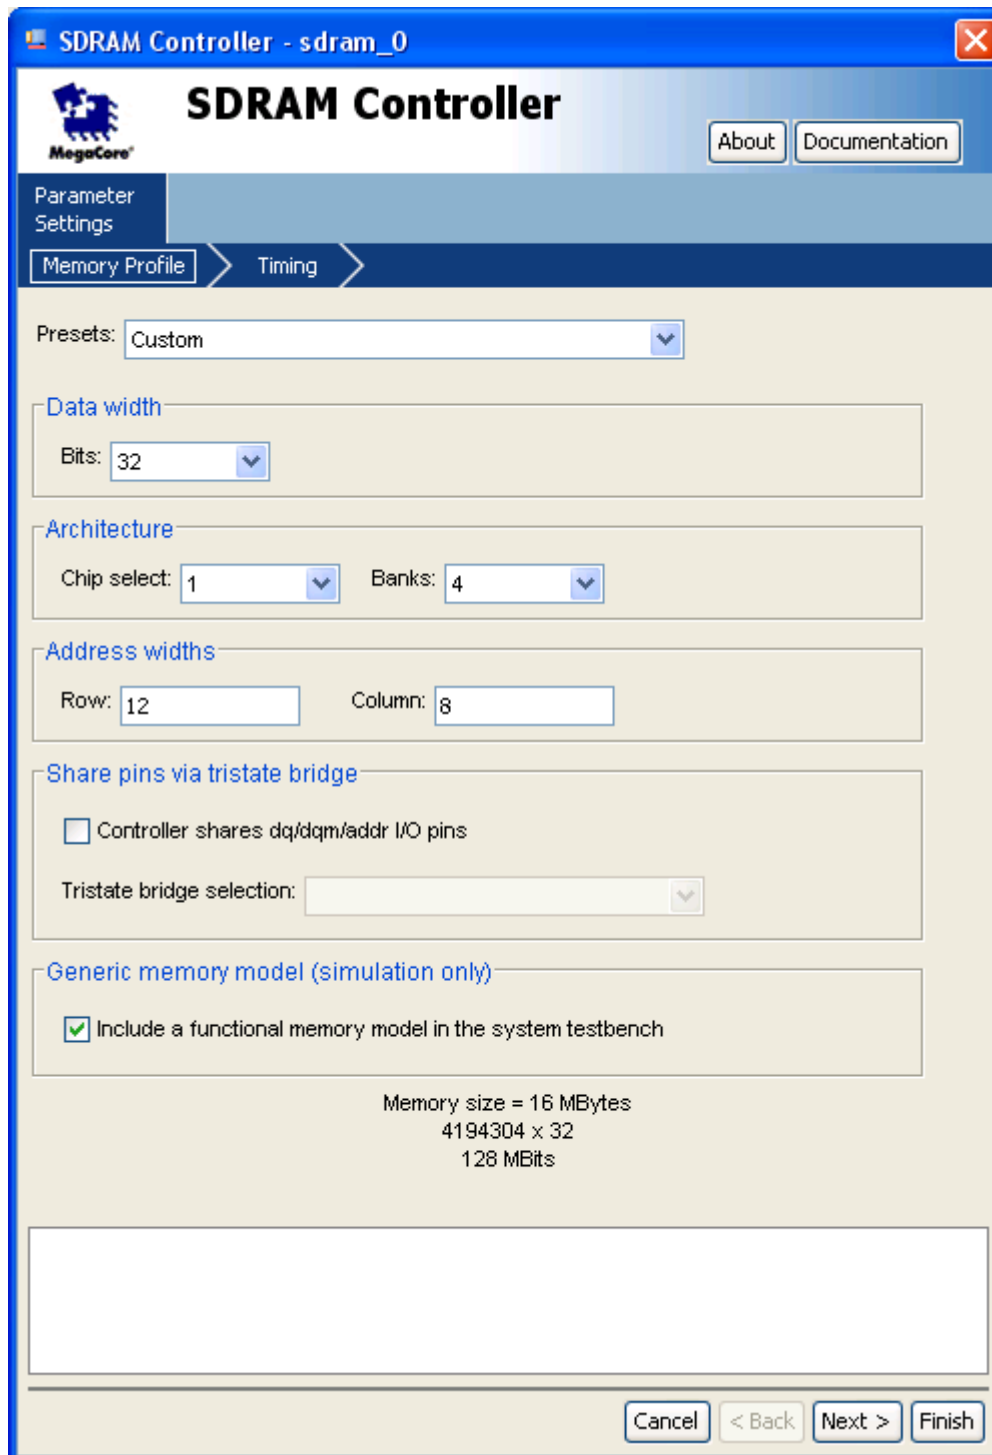 SDRAM Controller - sdram_0
MegaCore®
SDRAM Controller
About
Documentation
Parameter
Settings
Memory Profile
Timing
Presets: Custom
Data width
Bits: 32
Architecture
Chip select: 1 Banks: 4
Address widths
Row: 12 Column: 8
Share pins via tristate bridge
Controller shares dq/dqm/addr I/O pins
Tristate bridge selection:
Generic memory model (simulation only)
Include a functional memory model in the system testbench
Memory size = 16 MBytes
4194304 x 32
128 MBits
Cancel < Back Next > Finish